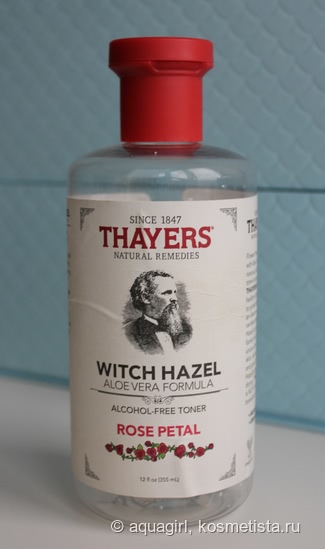 SINCE 1847
THAYERS®
NATURAL REMEDIES
WITCH HAZEL
ALOE VERA FORMULA
ALCOHOL-FREE TONER
ROSE PETAL
12 fl oz (355 mL)
HAZEL
© aquagirl, kosmetista.ru